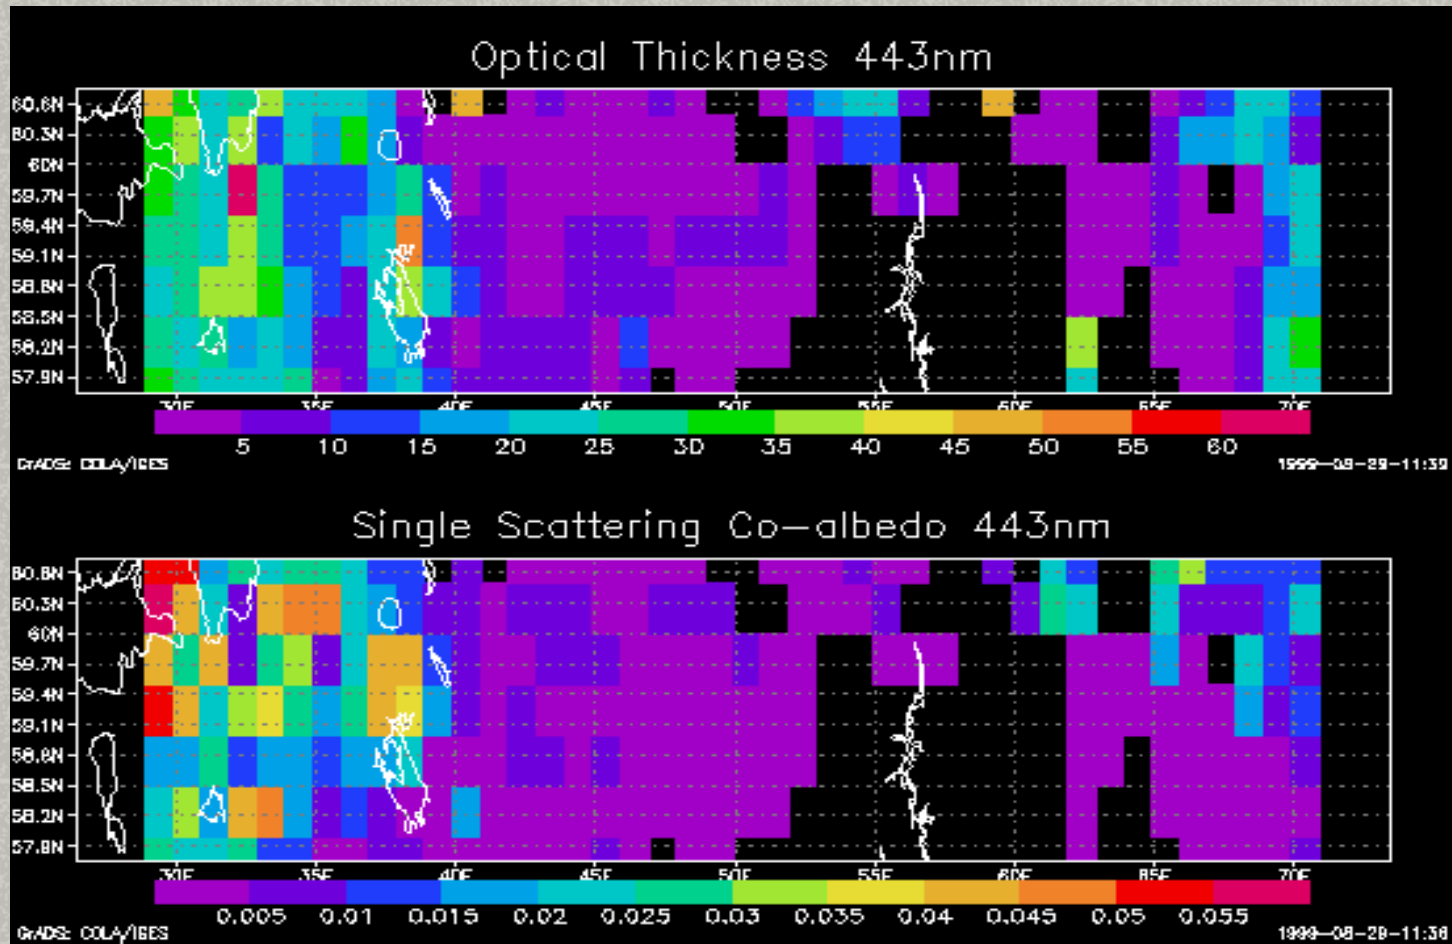 Optical Thickness 443nm
60.6N
60.3N
60N
59.7N
59.4N
59.1N
58.8N
58.5N
58.2N
57.9N
30E 35E 40E 45E 50E 55E 60E 65E 70E
5 10 15 20 25 30 35 40 45 50 55 60
GrADS: COLA/IGES
Single Scattering Co-albedo 443nm
60.6N
60.3N
60N
59.7N
59.4N
59.1N
58.8N
58.5N
58.2N
57.9N
30E 35E 40E 45E 50E 55E 60E 65E 70E
0.005 0.01 0.015 0.02 0.025 0.03 0.035 0.04 0.045 0.05 0.055
GrADS: COLA/IGES